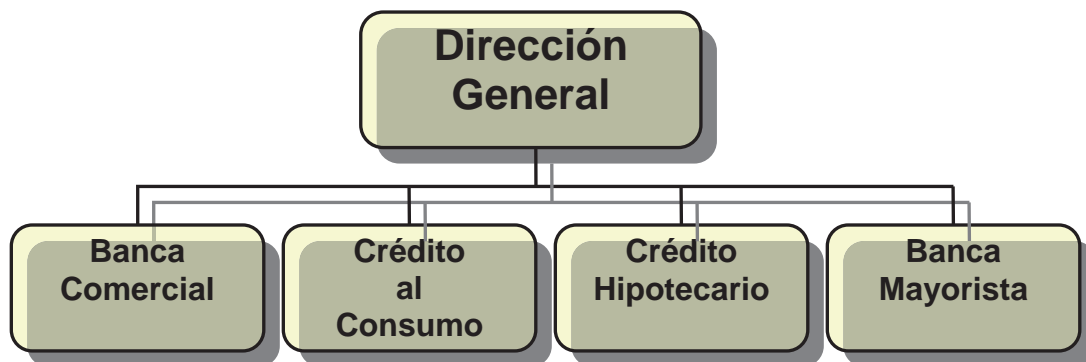 Dirección
General
Banca
Comercial
Crédito
al
Consumo
Crédito
Hipotecario
Banca
Mayorista